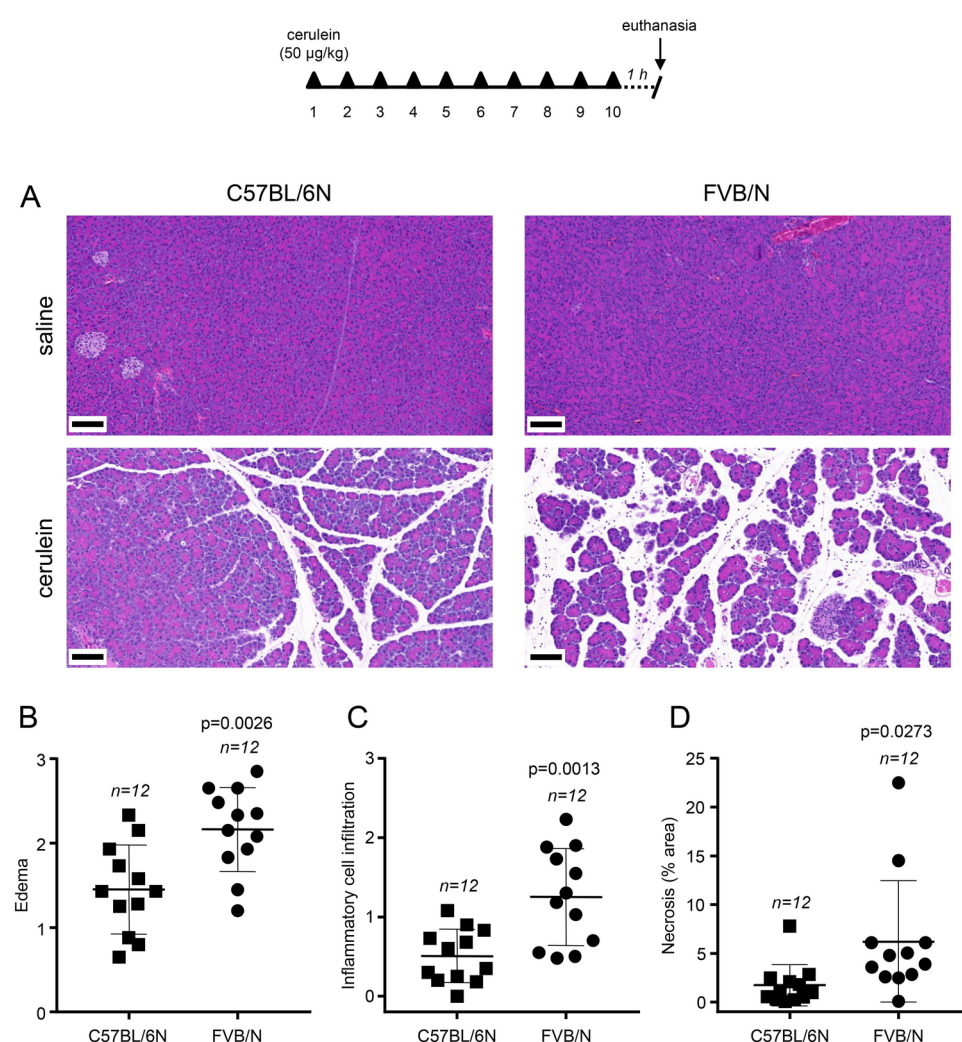 euthanasia
cerulein
(50 µg/kg)
1 h
1 2 3 4 5 6 7 8 9 10
A
C57BL/6N FVB/N
saline
cerulein
B
p=0.0026
n=12
n=12
3
2
1
0
Edema
C57BL/6N FVB/N
C
p=0.0013
n=12
n=12
3
2
1
0
Inflammatory cell infiltration
C57BL/6N FVB/N
D
p=0.0273
n=12
n=12
25
20
15
10
5
0
Necrosis (% area)
C57BL/6N FVB/N